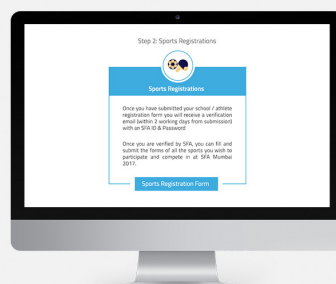 Step 2: Sports Registrations
Sports Registrations
Once you have submitted your school / athlete
registration form you will receive a verification
email (within 2 working days from submission)
with an SFA ID & Password
Once you are verified by SFA, you can fill and
submit the forms of all the sports you wish to
participate and compete in at SFA Mumbai
2017.
Sports Registration Form